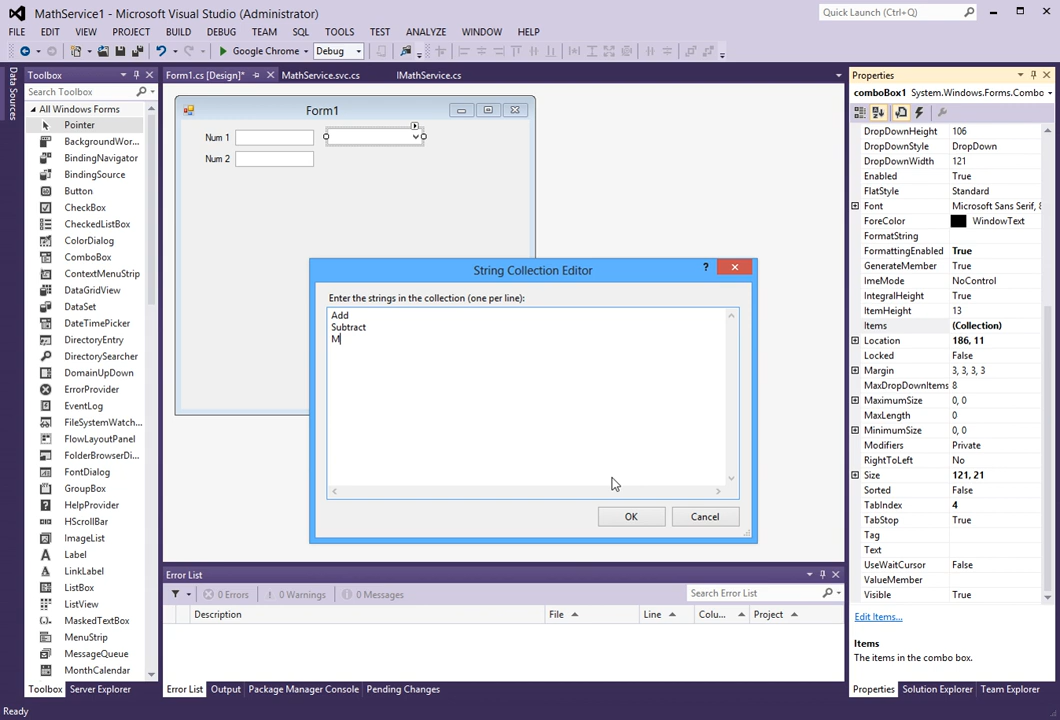 MathService1 - Microsoft Visual Studio (Administrator)
Quick Launch (Ctrl+Q)
FILE EDIT VIEW PROJECT BUILD DEBUG TEAM SQL TOOLS TEST ANALYZE WINDOW HELP
Google Chrome Debug
Data Sources
Toolbox
Search Toolbox
All Windows Forms
Pointer
BackgroundWor...
BindingNavigator
BindingSource
Button
CheckBox
CheckedListBox
ColorDialog
ComboBox
ContextMenuStrip
DataGridView
DataSet
DateTimePicker
DirectoryEntry
DirectorySearcher
DomainUpDown
ErrorProvider
EventLog
FileSystemWatch...
FlowLayoutPanel
FolderBrowserDi...
FontDialog
GroupBox
HelpProvider
HScrollBar
ImageList
Label
LinkLabel
ListBox
ListView
MaskedTextBox
MenuStrip
MessageQueue
MonthCalendar
Toolbox Server Explorer
Form1.cs [Design]* MathService.svc.cs IMathService.cs
Form1
Num 1
Num 2
String Collection Editor
?
Enter the strings in the collection (one per line):
Add
Subtract
M
OK Cancel
Error List
0 Errors 0 Warnings 0 Messages
Search Error List
Description File Line Colu... Project
Error List Output Package Manager Console Pending Changes
Properties
comboBox1 System.Windows.Forms.Combo
DropDownHeight 106
DropDownStyle DropDown
DropDownWidth 121
Enabled True
FlatStyle Standard
Font Microsoft Sans Serif, 8
ForeColor WindowText
FormatString
FormattingEnabled True
GenerateMember True
ImeMode NoControl
IntegralHeight True
ItemHeight 13
Items (Collection)
Location 186, 11
Locked False
Margin 3, 3, 3, 3
MaxDropDownItems 8
MaximumSize 0, 0
MaxLength 0
MinimumSize 0, 0
Modifiers Private
RightToLeft No
Size 121, 21
Sorted False
TabIndex 4
TabStop True
Tag
Text
UseWaitCursor False
ValueMember
Visible True
Edit Items...
Items
The items in the combo box.
Properties Solution Explorer Team Explorer
Ready